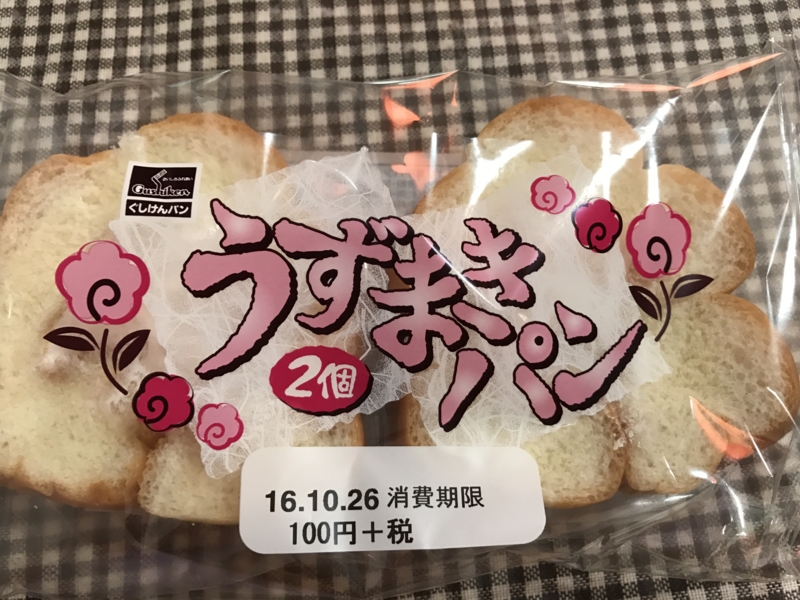 Gushiken
ぐしけんパン
うずまき
パン
2個
16.10.26 消費期限
100円+税